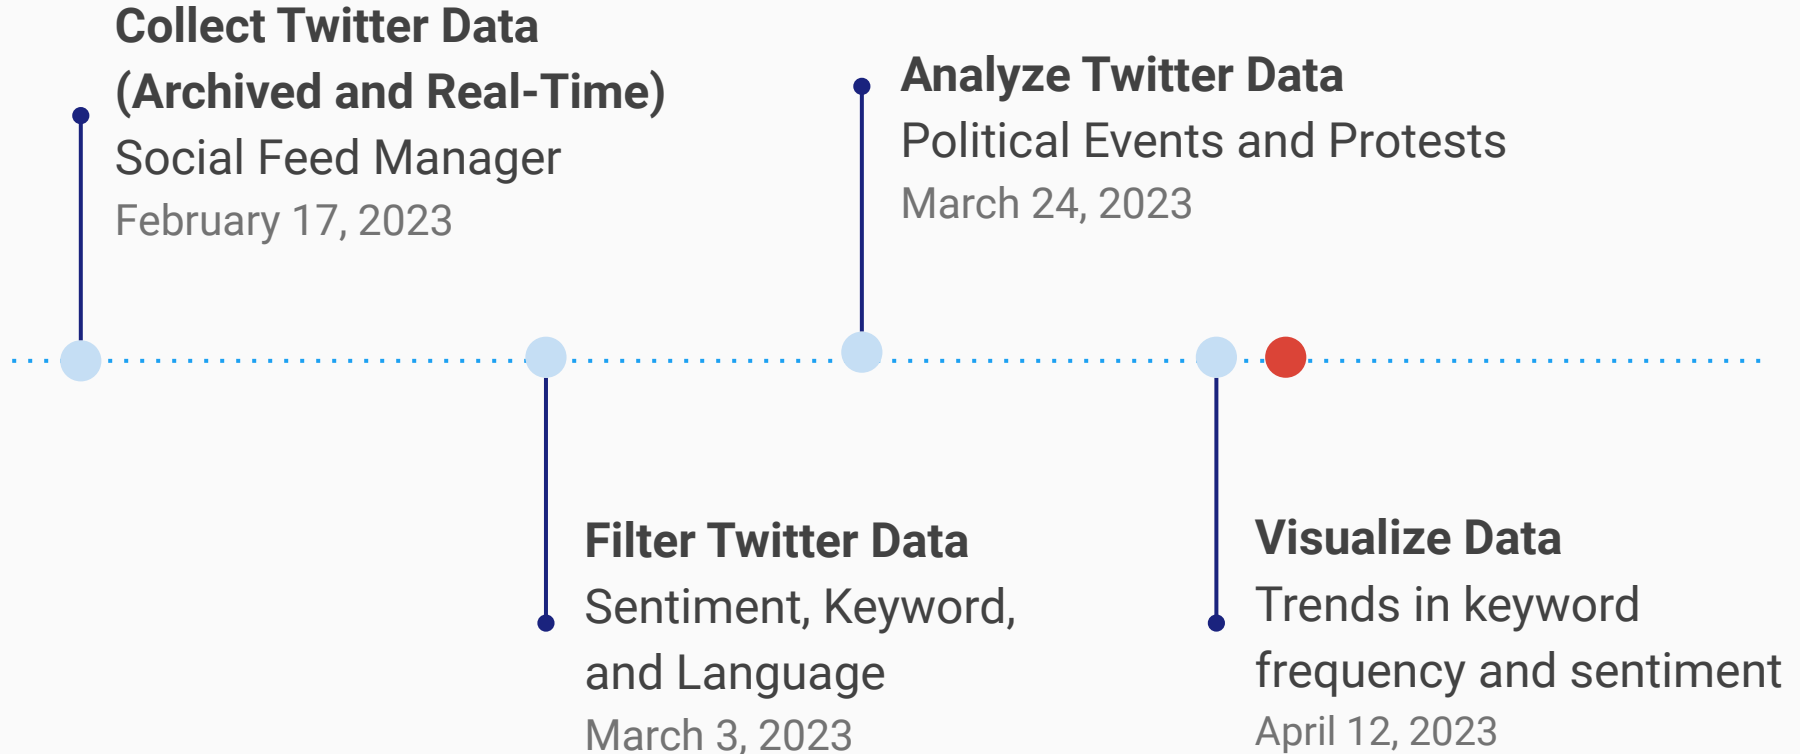 Collect Twitter Data
(Archived and Real-Time)
Social Feed Manager
February 17, 2023
Analyze Twitter Data
Political Events and Protests
March 24, 2023
Filter Twitter Data
Sentiment, Keyword,
and Language
March 3, 2023
Visualize Data
Trends in keyword
frequency and sentiment
April 12, 2023